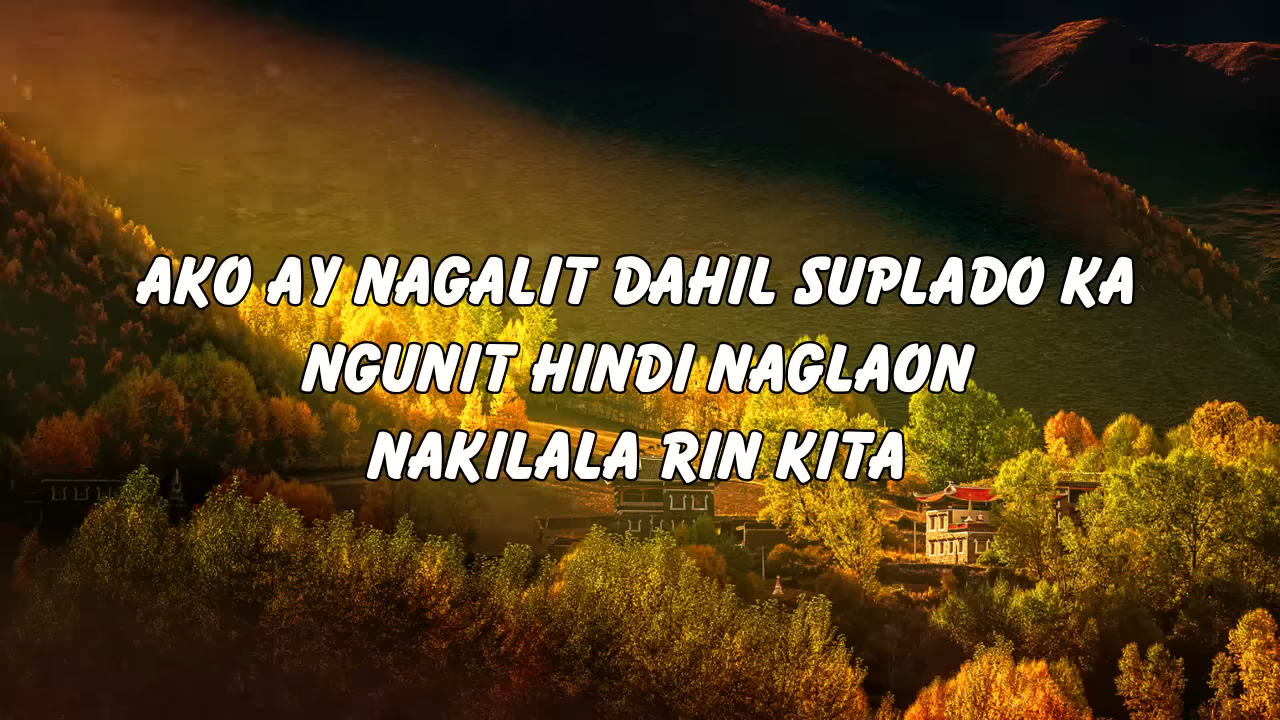 AKO AY NAGALIT DAHIL SUPLADO KA
NGUNIT HINDI NAGLAON
NAKILALA RIN KITA